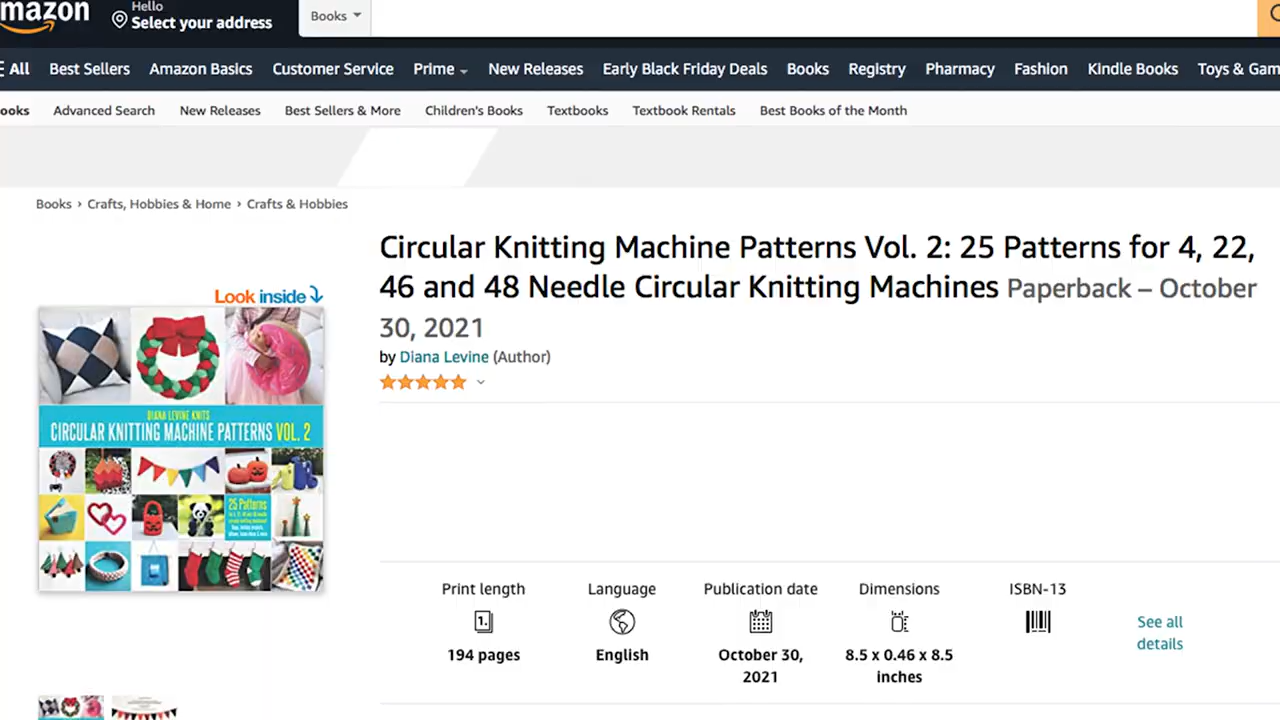 mazon
Hello
Select your address
Books
All Best Sellers Amazon Basics Customer Service Prime New Releases Early Black Friday Deals Books Registry Pharmacy Fashion Kindle Books Toys & Gam
ooks Advanced Search New Releases Best Sellers & More Children's Books Textbooks Textbook Rentals Best Books of the Month
Books › Crafts, Hobbies & Home › Crafts & Hobbies
Circular Knitting Machine Patterns Vol. 2: 25 Patterns for 4, 22,
46 and 48 Needle Circular Knitting Machines Paperback – October
30, 2021
by Diana Levine (Author)
Look inside
DIANA LEVINE KNITS
CIRCULAR KNITTING MACHINE PATTERNS VOL. 2
25 Patterns
Print length Language Publication date Dimensions ISBN-13
1.
194 pages English October 30, 2021 8.5 x 0.46 x 8.5 inches
See all
details